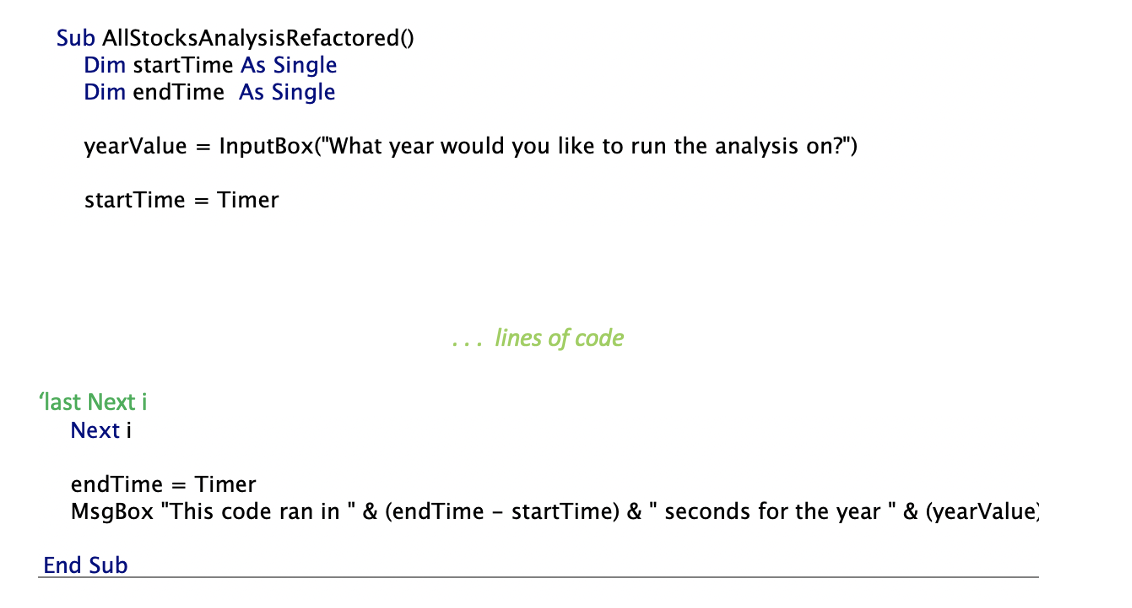 Sub AllStocksAnalysisRefactored()
Dim startTime As Single
Dim endTime  As Single
yearValue = InputBox("What year would you like to run the analysis on?")
startTime = Timer
. . .  lines of code
‘last Next i
Next i
endTime = Timer
MsgBox "This code ran in " & (endTime – startTime) & " seconds for the year " & (yearValue)
End Sub